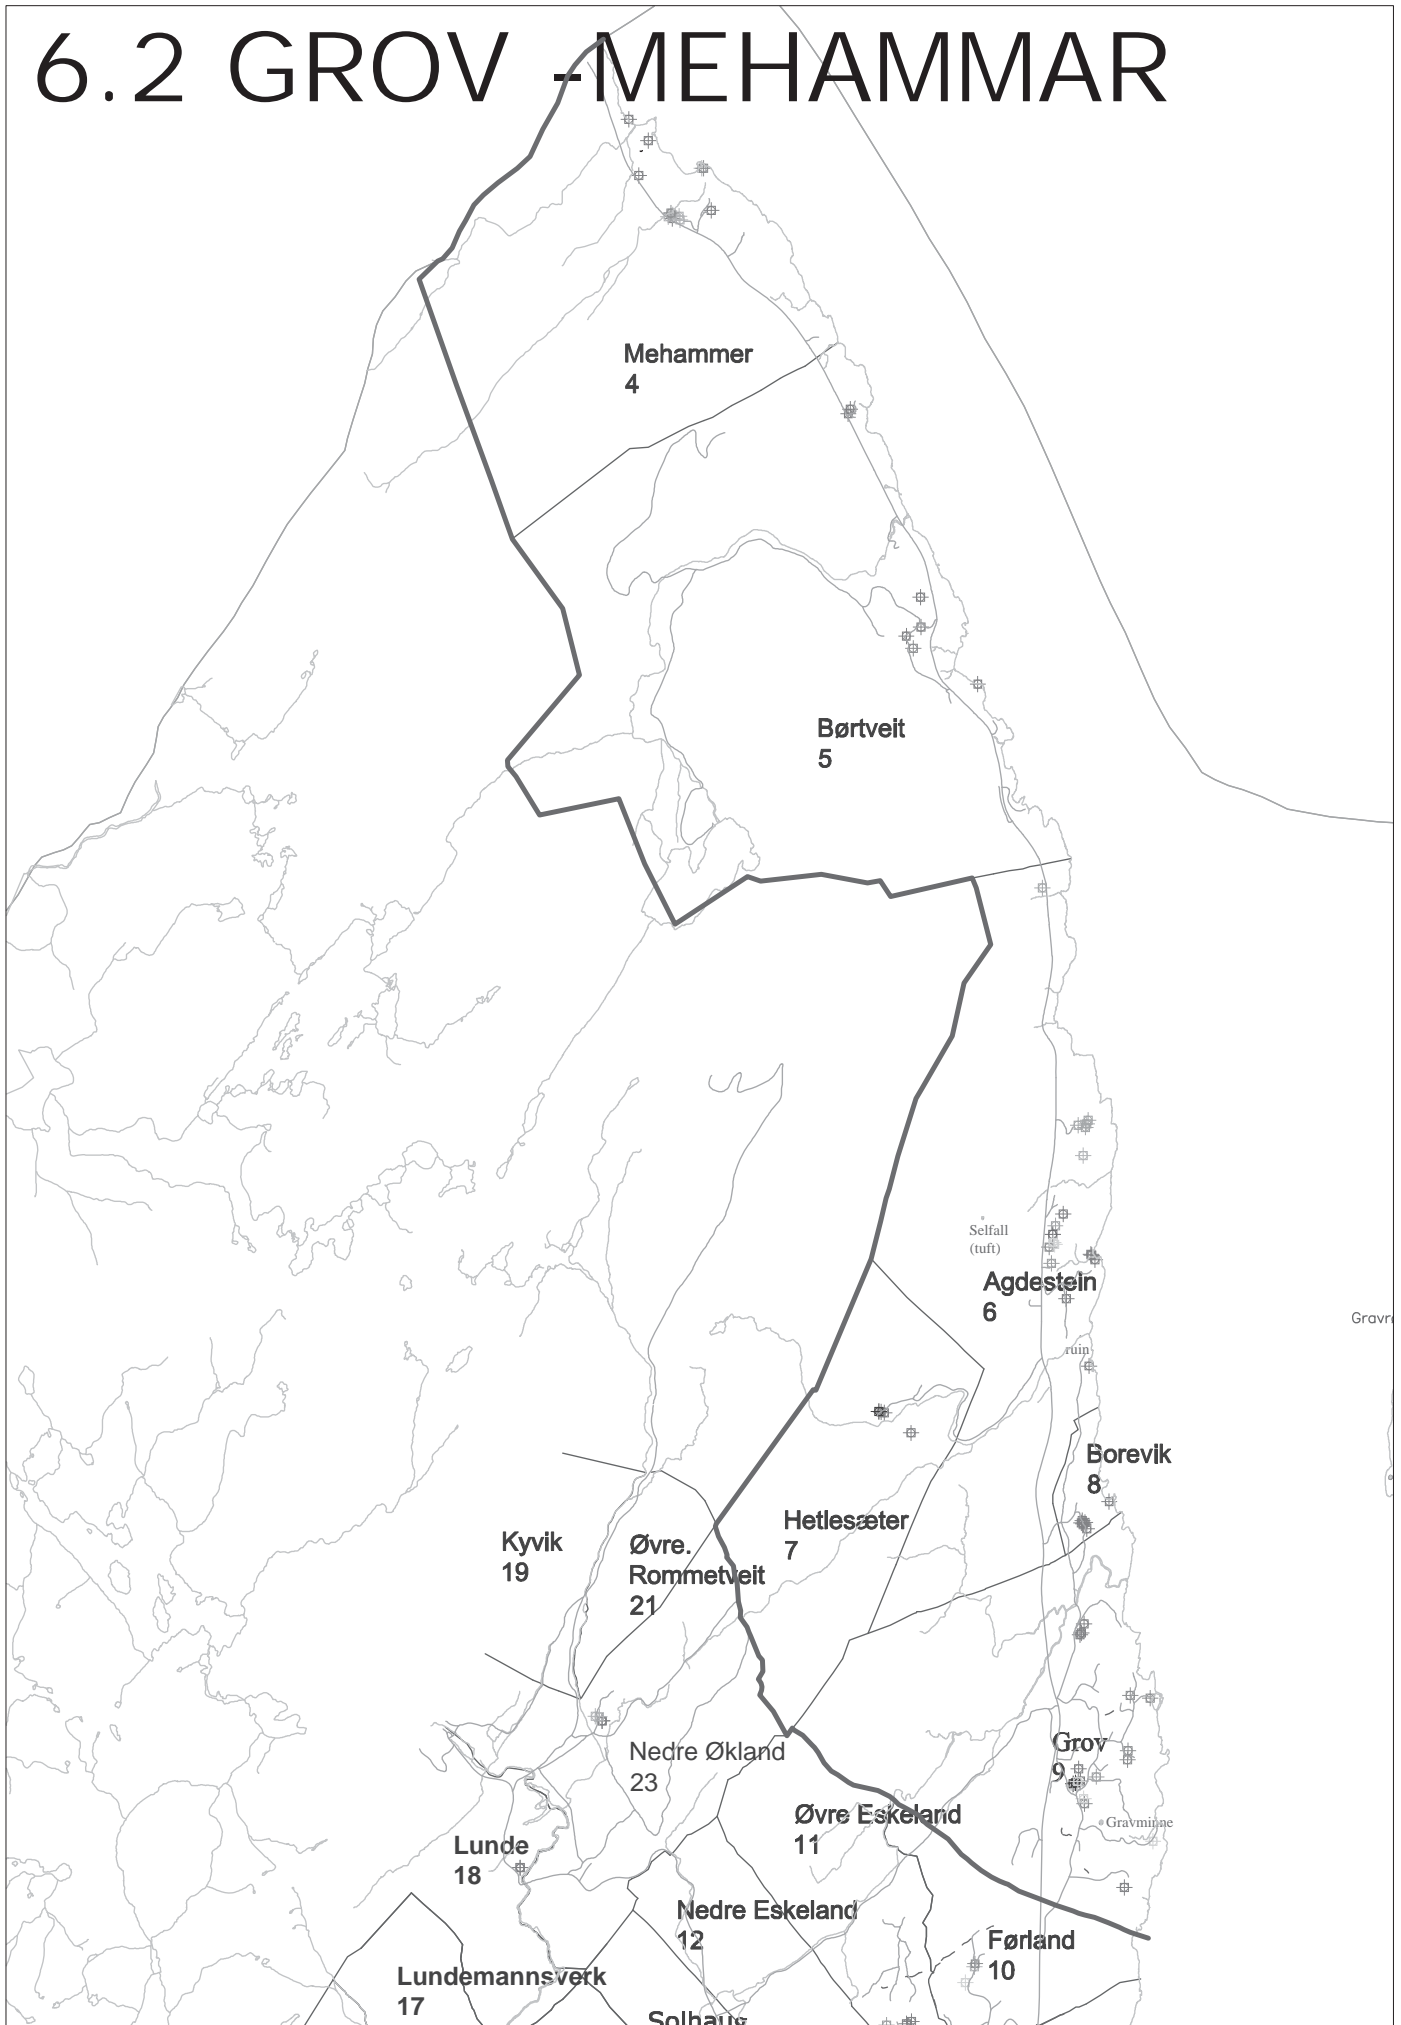 6.2 GROV -MEHAMMAR
Mehammer
4
Børtveit
5
Selfall
(tuft)
Agdestein
6
ruin
Borevik
8
Hetlesæter
7
Kyvik
19
Øvre.
Rommetveit
21
Grov
9
Nedre Økland
23
Øvre Eskeland
11
Gravminne
Lunde
18
Nedre Eskeland
12
Førland
10
Lundemannsverk
17
Solhaug